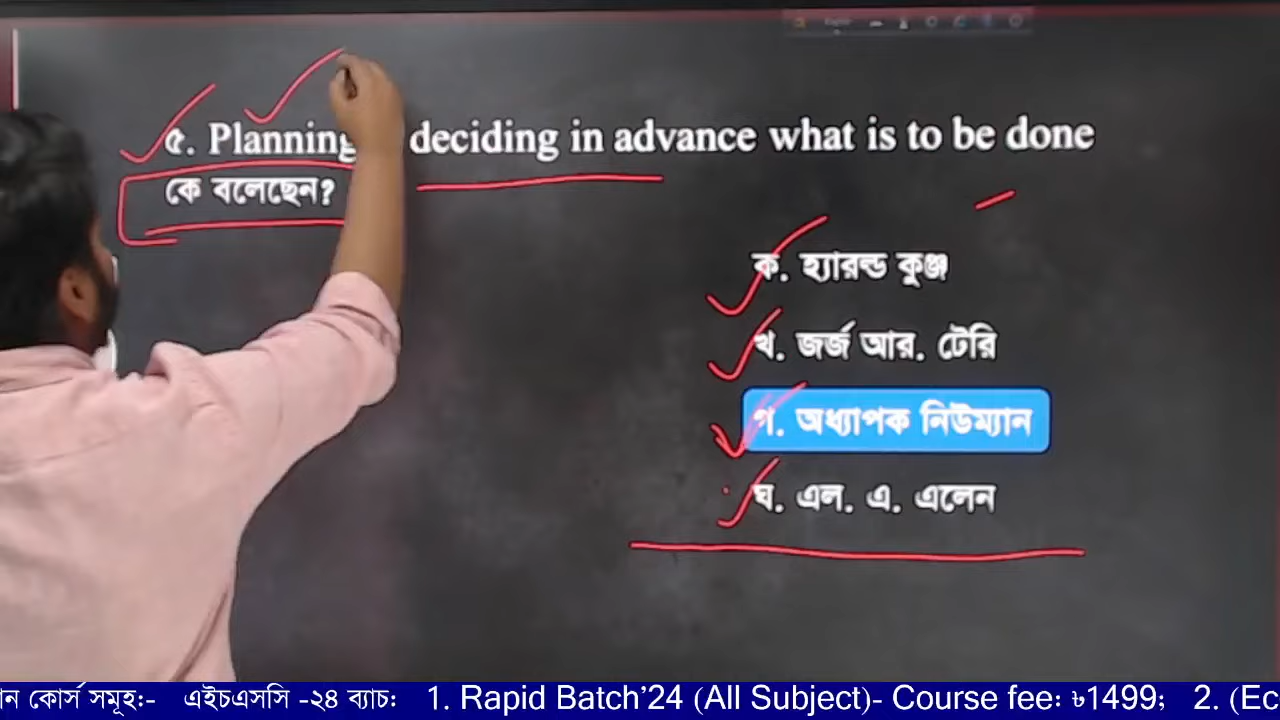 ৫. Planning deciding in advance what is to be done
কে বলেছেন?
ক. হ্যারল্ড কুঞ্জ
খ. জর্জ আর. টেরি
গ. অধ্যাপক নিউম্যান
ঘ. এল. এ. এলেন
ন কোর্স সমূহ:- এইচএসসি -২৪ ব্যাচ: 1. Rapid Batch’24 (All Subject)- Course fee: ৳1499; 2. (Ec